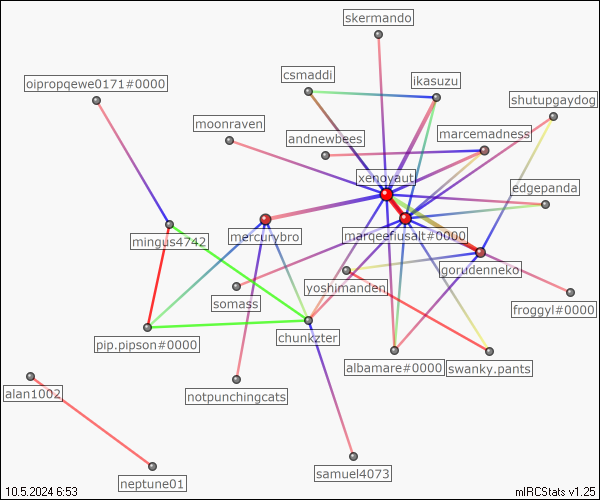 skermando
csmaddi
ikasuzu
oipropqewe0171#0000
shutupgaydog
moonraven
marcemadness
andnewbees
xenoyaut
edgepanda
mercurybro
marqeefiusalt#0000
mingus4742
gorudenneko
somass
yoshimanden
froggyl#0000
chunkzter
pip.pipson#0000
albamare#0000
swanky.pants
alan1002
notpunchingcats
samuel4073
neptune01
10.5.2024 6:53
mIRCStats v1.25